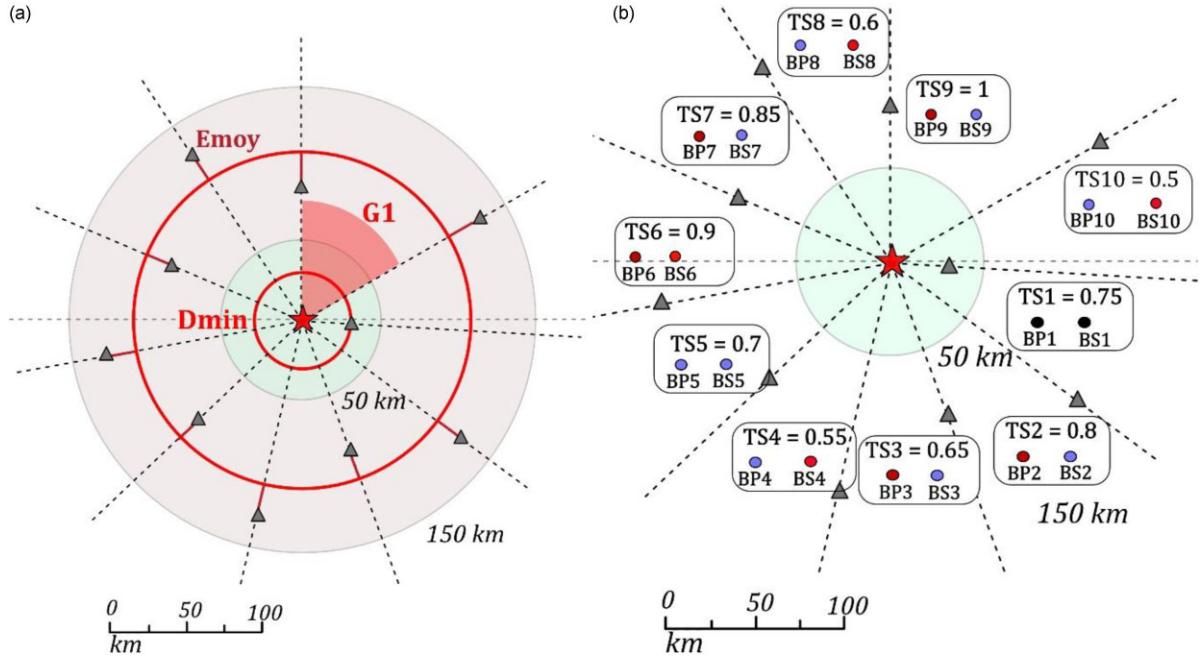 (a)
Emoy
G1
Dmin
50 km
150 km
0 50 100
km
(b)
TS8 = 0.6
BP8 BS8
TS9 = 1
BP9 BS9
TS7 = 0.85
BP7 BS7
TS10 = 0.5
BP10 BS10
TS6 = 0.9
BP6 BS6
TS1 = 0.75
BP1 BS1
TS5 = 0.7
BP5 BS5
50 km
TS4 = 0.55
BP4 BS4
TS3 = 0.65
BP3 BS3
TS2 = 0.8
BP2 BS2
150 km
0 50 100
km